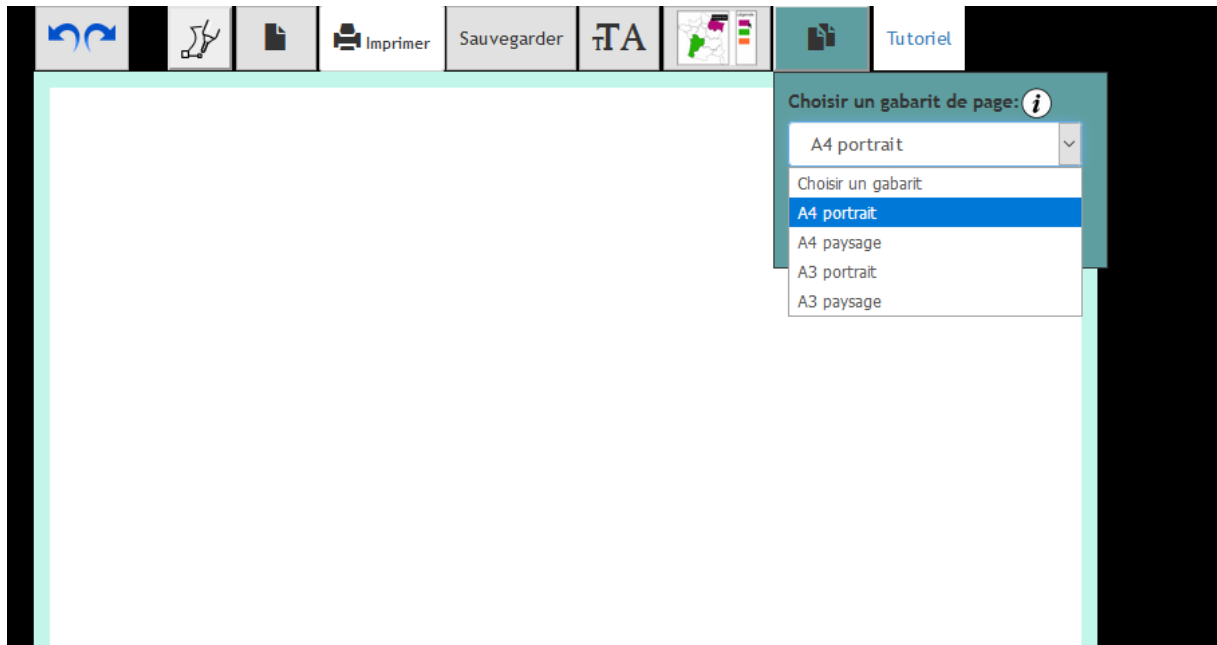 Imprimer
Sauvegarder
TA
Tutoriel
Choisir un gabarit de page: i
A4 portrait
Choisir un gabarit
A4 portrait
A4 paysage
A3 portrait
A3 paysage